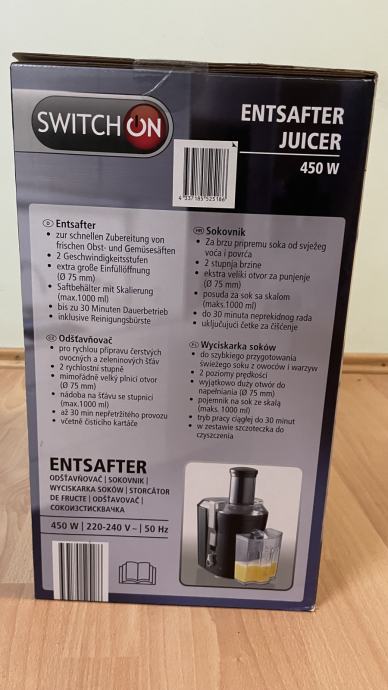 SWITCH ON
ENTSAFTER
JUICER
450 W
4 337185 525186
D Entsafter
• zur schnellen Zubereitung von
frischen Obst- und Gemüsesäften
• 2 Geschwindigkeitsstufen
• extra große Einfüllöffnung
(Ø 75 mm)
• Saftbehälter mit Skalierung
(max.1000 ml)
• bis zu 30 Minuten Dauerbetrieb
• inklusive Reinigungsbürste
CZ Odšťavňovač
• pro rychlou přípravu čerstvých
ovocných a zeleninových šťáv
• 2 rychlostní stupně
• mimořádně velký plnicí otvor
(Ø 75 mm)
• nádoba na šťávu se stupnicí
(max.1000 ml)
• až 30 min nepřetržitého provozu
• včetně čisticího kartáče
HR Sokovnik
• Za brzu pripremu soka od svježeg
voća i povrća
• 2 stupnja brzine
• ekstra veliki otvor za punjenje
(Ø 75 mm)
• posuda za sok sa skalom
(maks.1000 ml)
• do 30 minuta neprekidnog rada
• uključujući četke za čišćenje
PL Wyciskarka soków
• do szybkiego przygotowania
świeżego soku z owoców i warzyw
• 2 poziomy prędkości
• wyjątkowo duży otwór do
napełniania (Ø 75 mm)
• pojemnik na sok ze skalą
(maks. 1000 ml)
• tryb pracy ciągłej do 30 minut
• w zestawie szczoteczka do
czyszczenia
ENTSAFTER
ODŠŤAVŇOVAČ | SOKOVNIK |
WYCISKARKA SOKÓW | STORCĂTOR
DE FRUCTE | ODŠŤAVOVAČ |
СОКОИЗСТИСКВАЧКА
450 W | 220-240 V ~ | 50 Hz